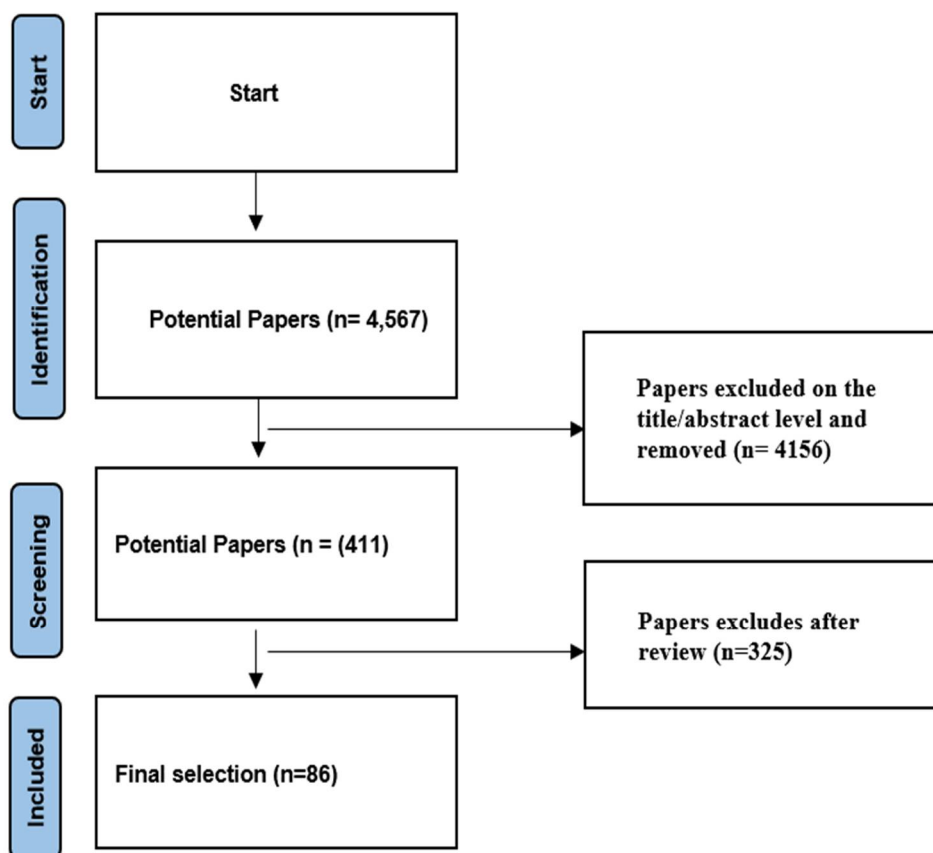 Start
Start
Identification
Potential Papers (n= 4,567)
Papers excluded on the
title/abstract level and
removed (n= 4156)
Screening
Potential Papers (n = (411)
Papers excludes after
review (n=325)
Included
Final selection (n=86)